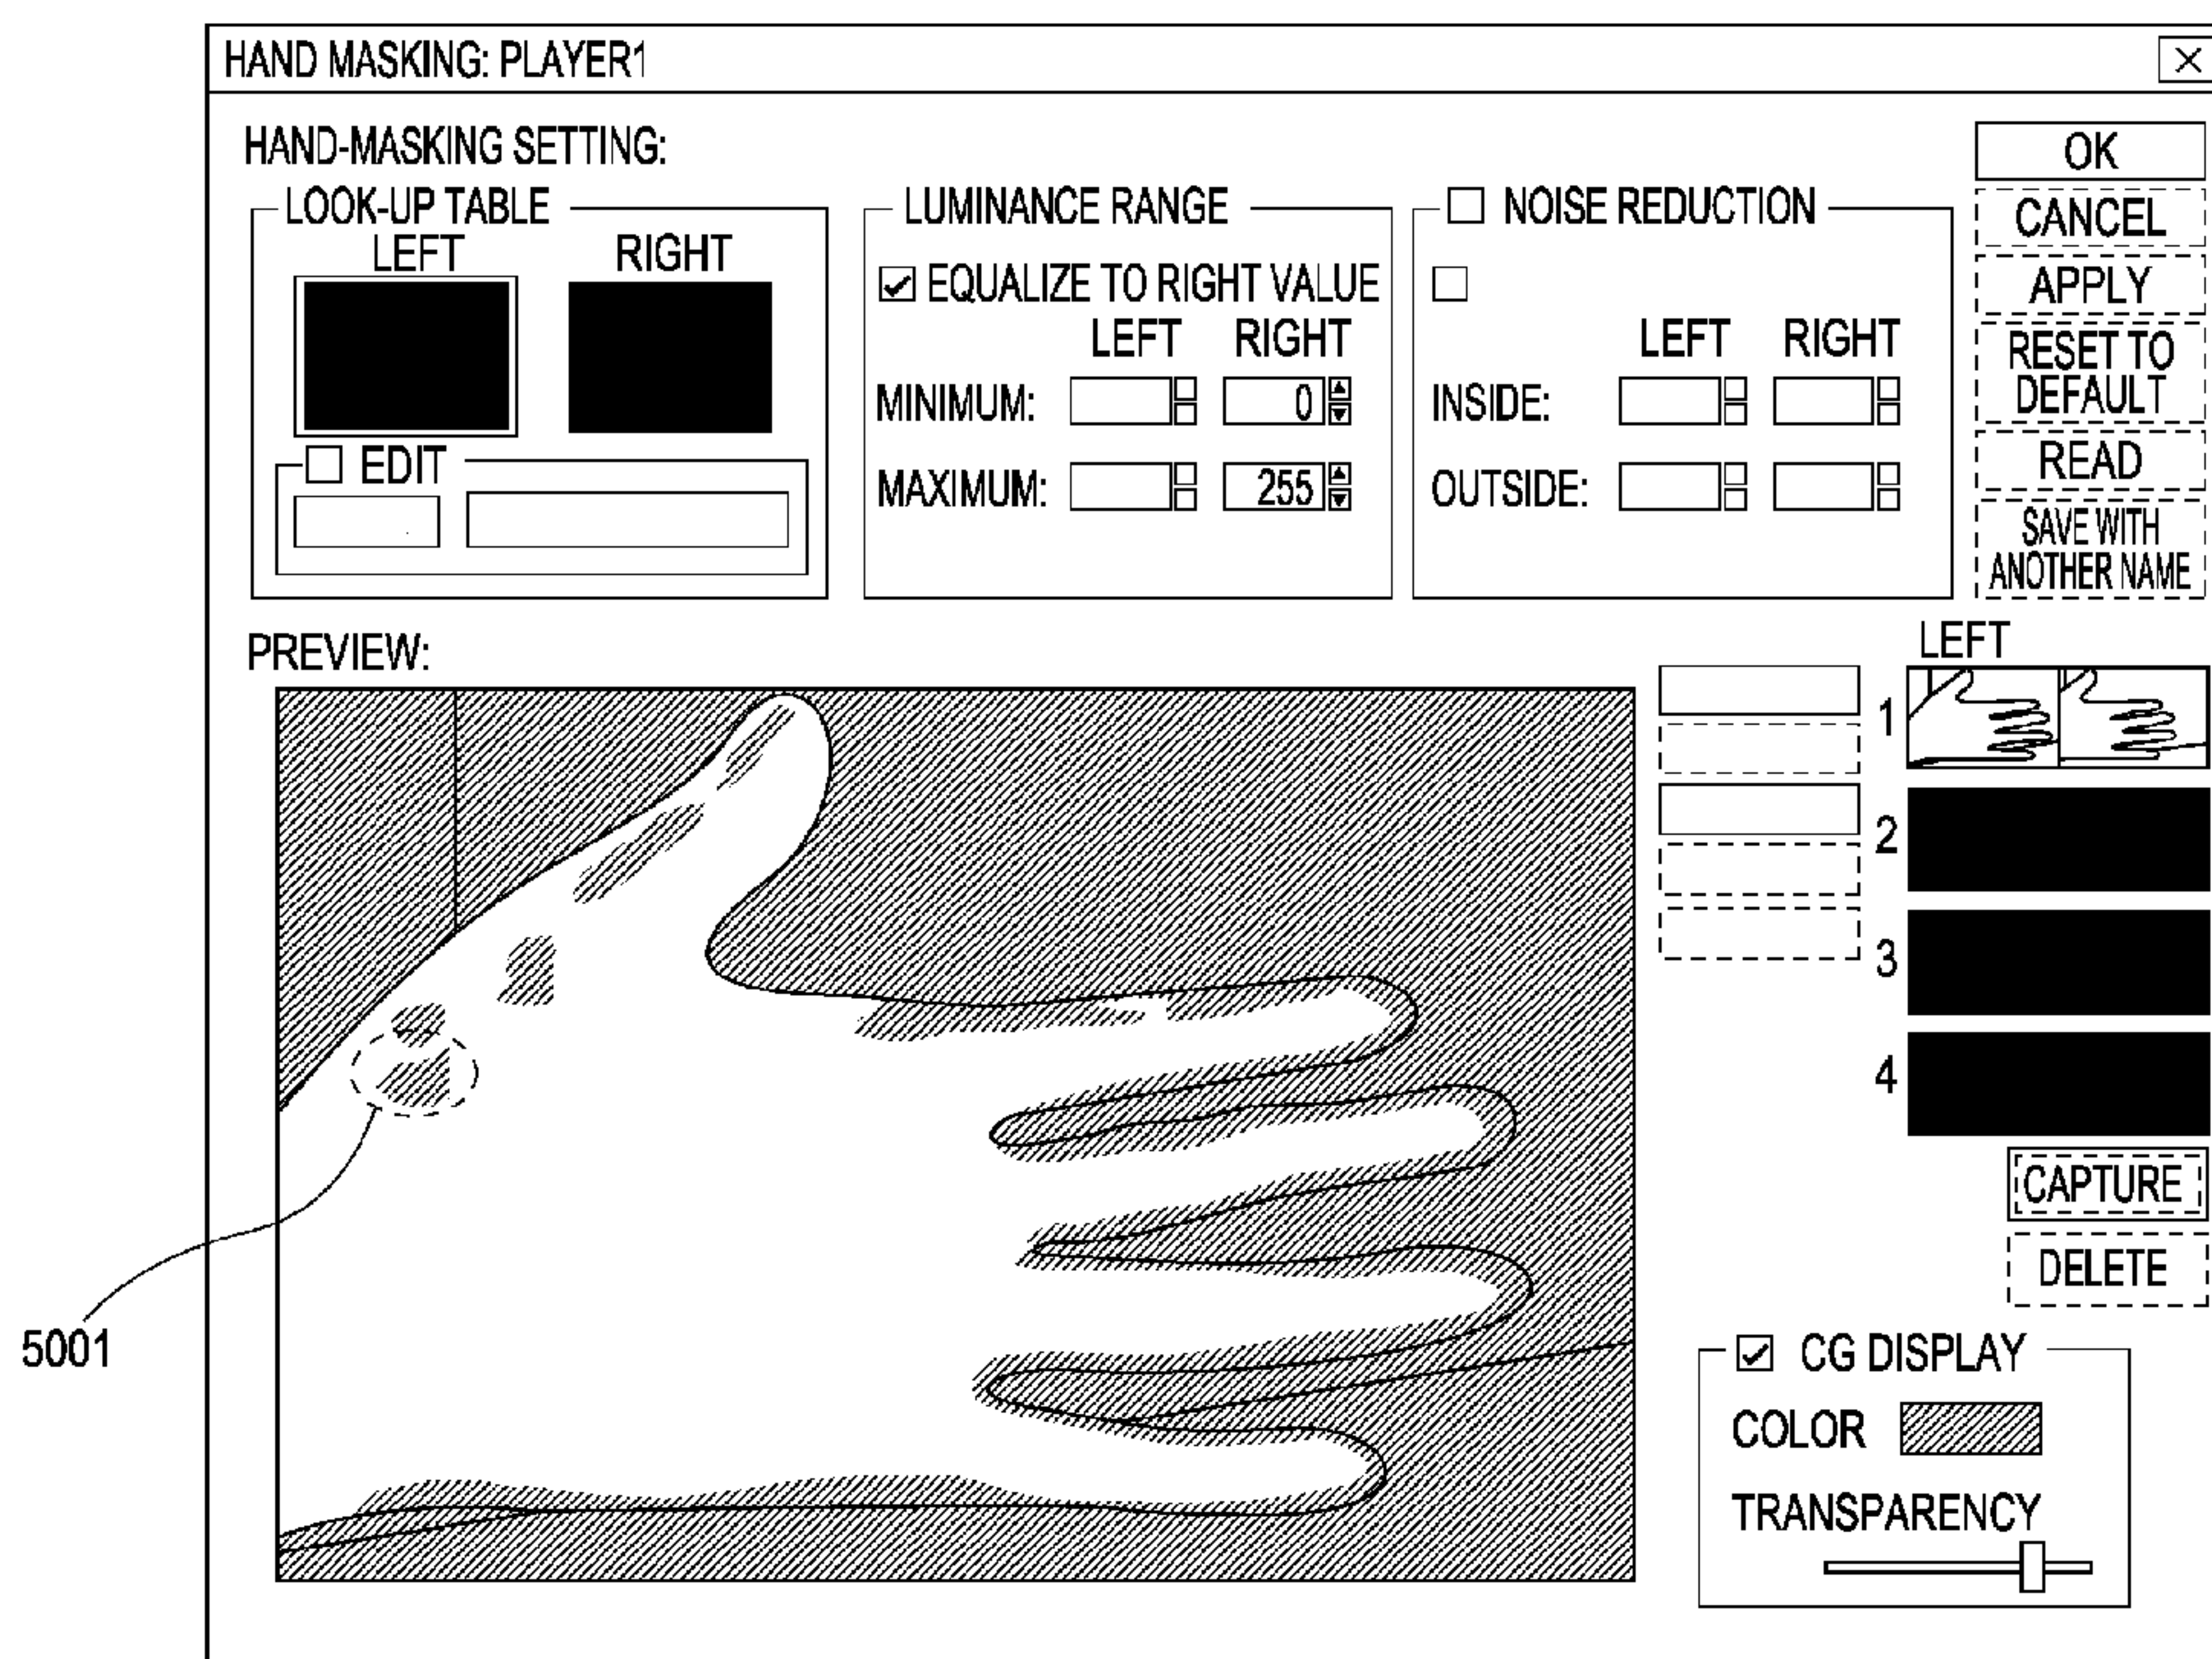 HAND MASKING: PLAYER1
HAND-MASKING SETTING:
LOOK-UP TABLE
LEFT RIGHT
EDIT
LUMINANCE RANGE
EQUALIZE TO RIGHT VALUE
LEFT RIGHT
MINIMUM: 0
MAXIMUM: 255
NOISE REDUCTION
LEFT RIGHT
INSIDE:
OUTSIDE:
OK
CANCEL
APPLY
RESET TO
DEFAULT
READ
SAVE WITH
ANOTHER NAME
PREVIEW:
5001
LEFT
1
2
3
4
CAPTURE
DELETE
CG DISPLAY
COLOR
TRANSPARENCY